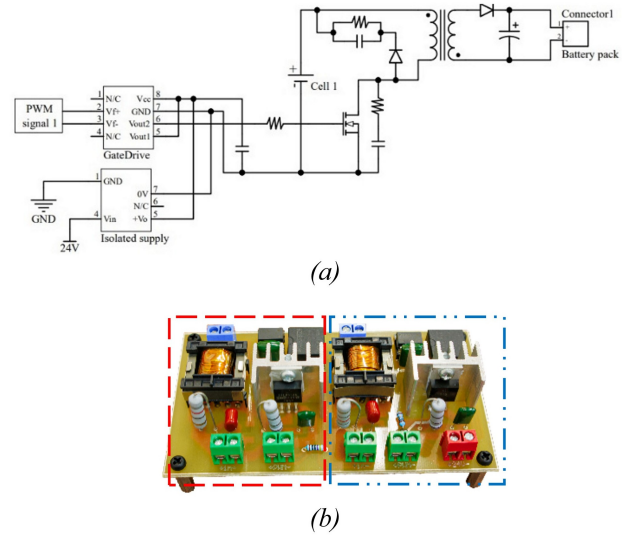 Connector1
1 +
2 -
Battery pack
+
+
-
Cell 1
PWM
signal 1
1 N/C Vcc 8
2 Vf+ GND 7
3 Vf- Vout2 6
4 N/C Vout1 5
GateDrive
1 GND
0V 7
N/C 6
4 Vin +Vo 5
GND
24V
Isolated supply
(a)
(b)